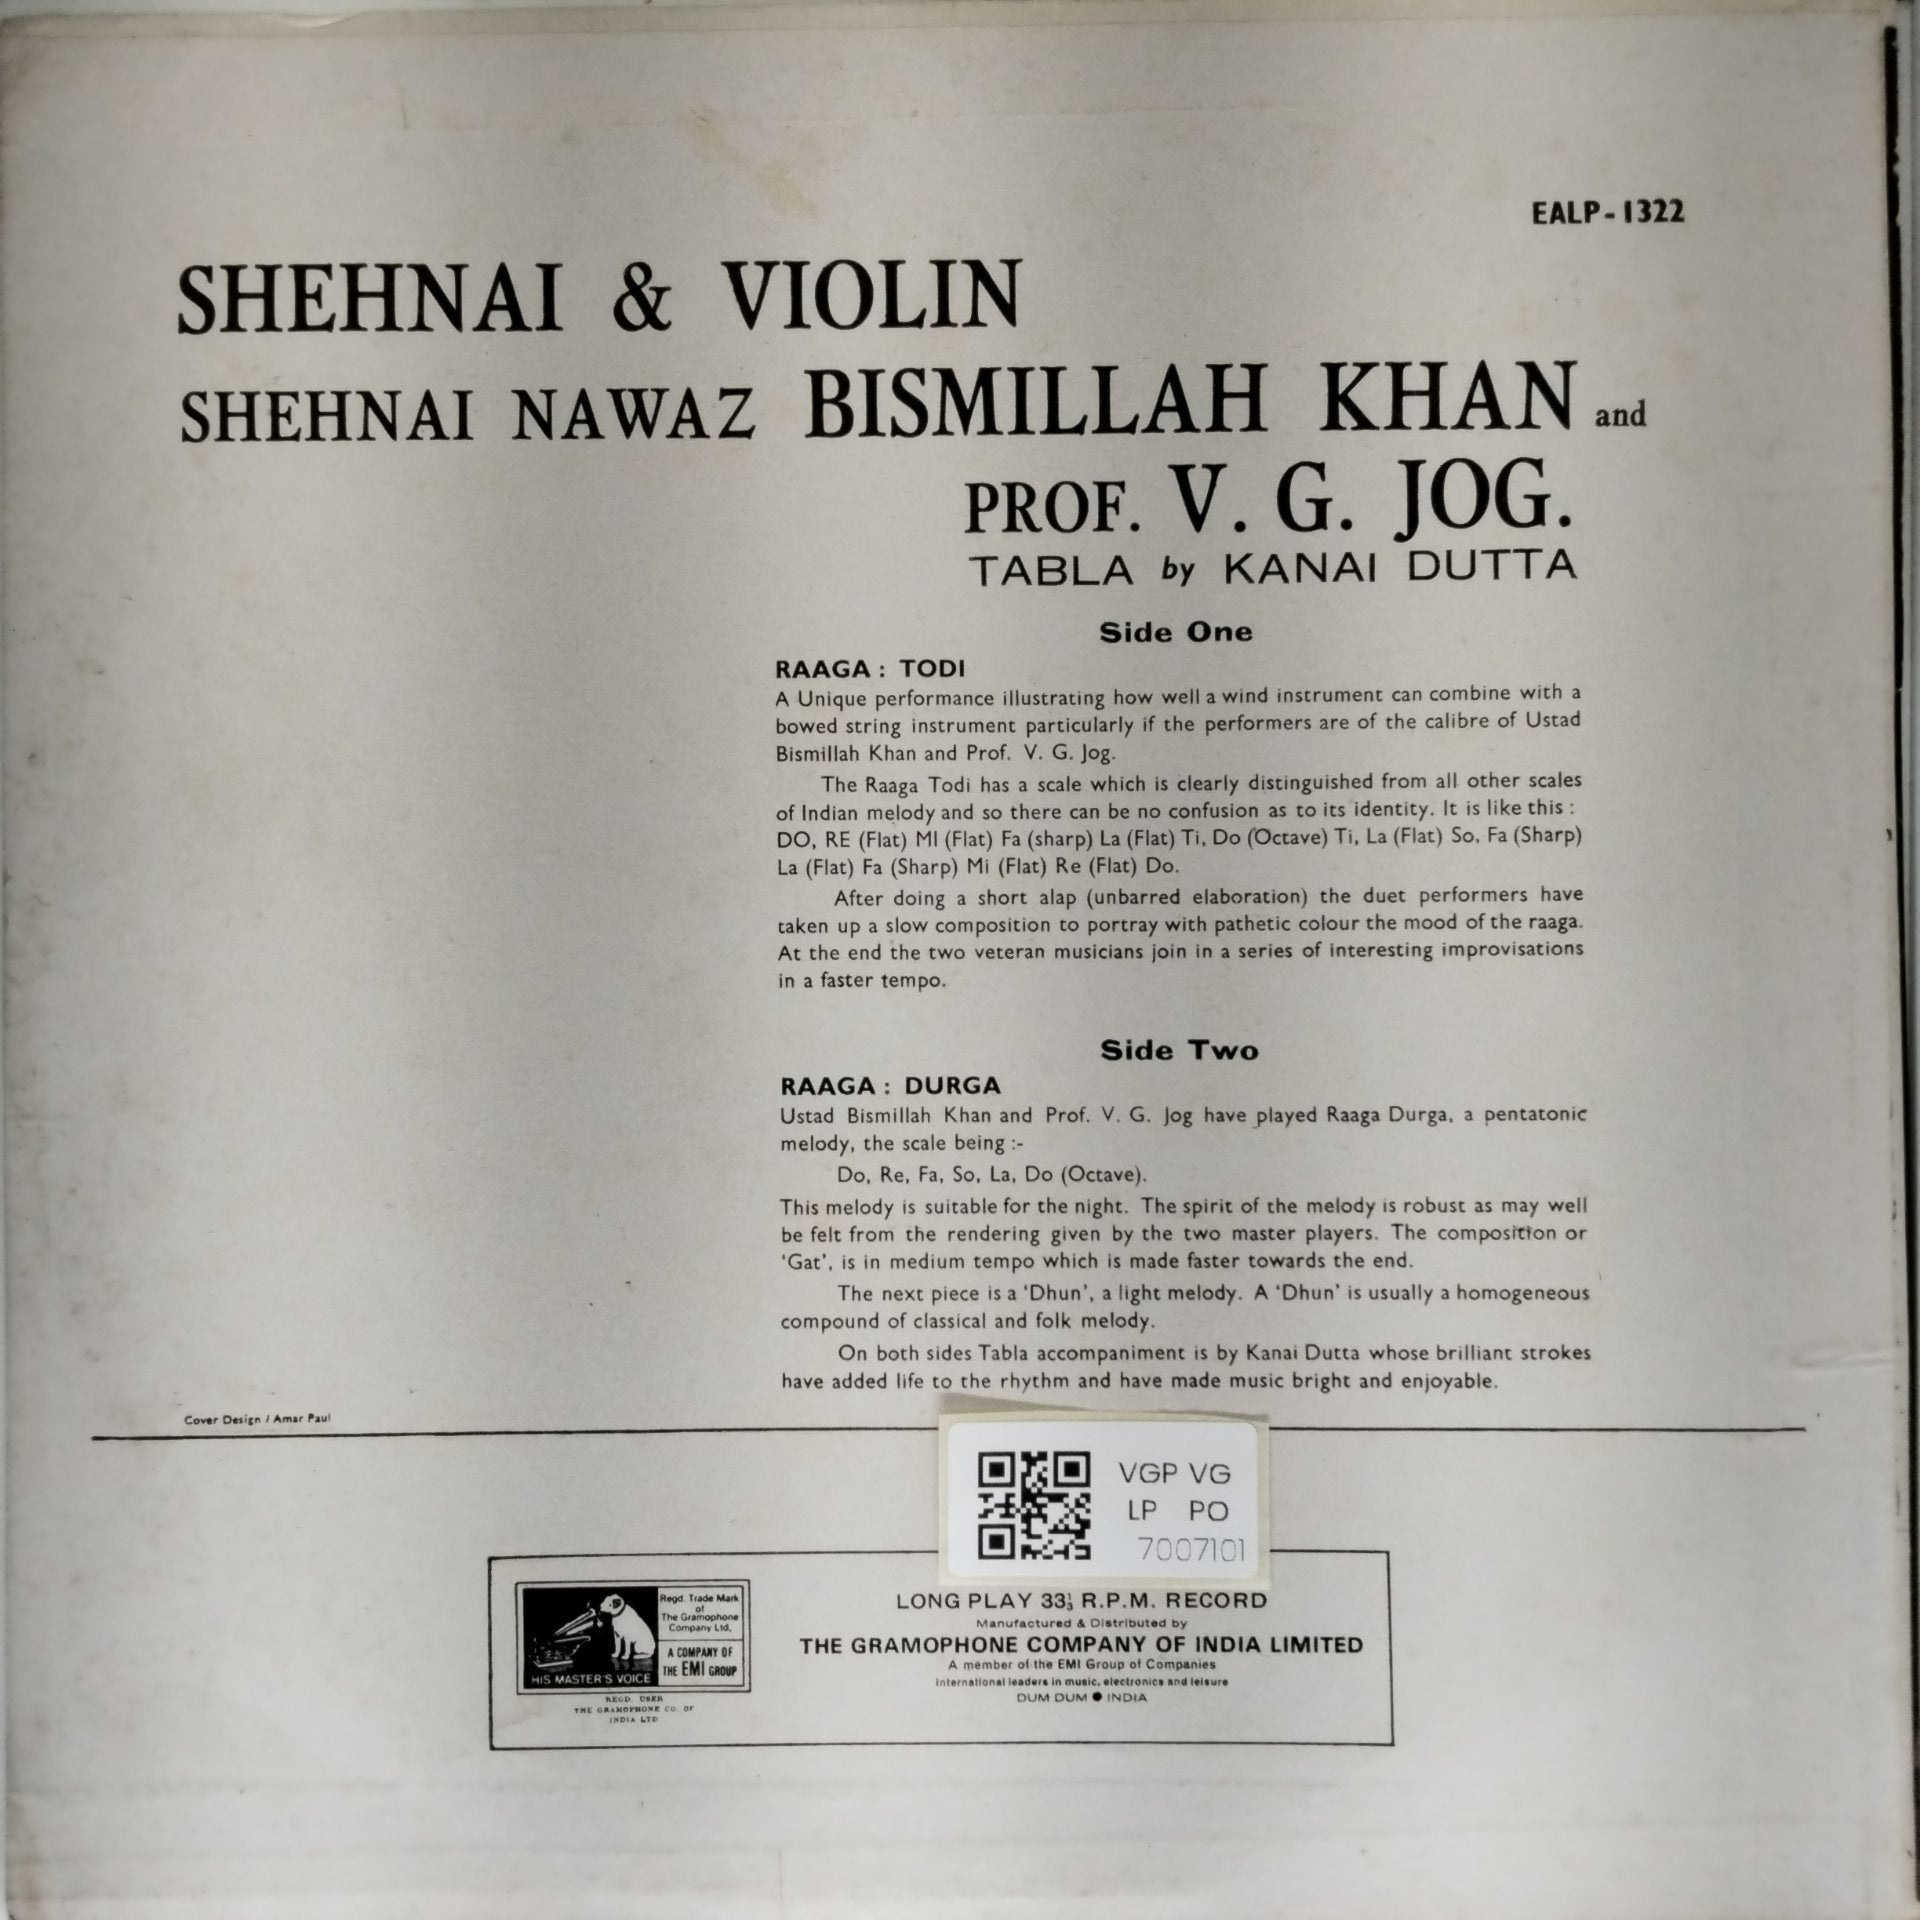 EALP-1322
SHEHNAI & VIOLIN
SHEHNAI NAWAZ BISMILLAH KHAN and
PROF. V. G. JOG.
TABLA by KANAI DUTTA
Side One
RAAGA : TODI
A Unique performance illustrating how well a wind instrument can combine with a
bowed string instrument particularly if the performers are of the calibre of Ustad
Bismillah Khan and Prof. V. G. Jog.
The Raaga Todi has a scale which is clearly distinguished from all other scales
of Indian melody and so there can be no confusion as to its identity. It is like this :
DO, RE (Flat) MI (Flat) Fa (sharp) La (Flat) Ti, Do (Octave) Ti, La (Flat) So, Fa (Sharp)
La (Flat) Fa (Sharp) Mi (Flat) Re (Flat) Do.
After doing a short alap (unbarred elaboration) the duet performers have
taken up a slow composition to portray with pathetic colour the mood of the raaga.
At the end the two veteran musicians join in a series of interesting improvisations
in a faster tempo.
Side Two
RAAGA : DURGA
Ustad Bismillah Khan and Prof. V. G. Jog have played Raaga Durga, a pentatonic
melody, the scale being :-
Do, Re, Fa, So, La, Do (Octave).
This melody is suitable for the night. The spirit of the melody is robust as may well
be felt from the rendering given by the two master players. The composition or
'Gat', is in medium tempo which is made faster towards the end.
The next piece is a 'Dhun', a light melody. A 'Dhun' is usually a homogeneous
compound of classical and folk melody.
On both sides Tabla accompaniment is by Kanai Dutta whose brilliant strokes
have added life to the rhythm and have made music bright and enjoyable.
Cover Design / Amar Paul
VGP VG
LP PO
7007101
HIS MASTER'S VOICE
Regd. Trade Mark
of
The Gramophone
Company Ltd.
A COMPANY OF
THE EMI GROUP
REGD. USER
THE GRAMOPHONE CO. OF
INDIA LTD
LONG PLAY 33⅓ R.P.M. RECORD
Manufactured & Distributed by
THE GRAMOPHONE COMPANY OF INDIA LIMITED
A member of the EMI Group of Companies
International leaders in music, electronics and leisure
DUM DUM ● INDIA